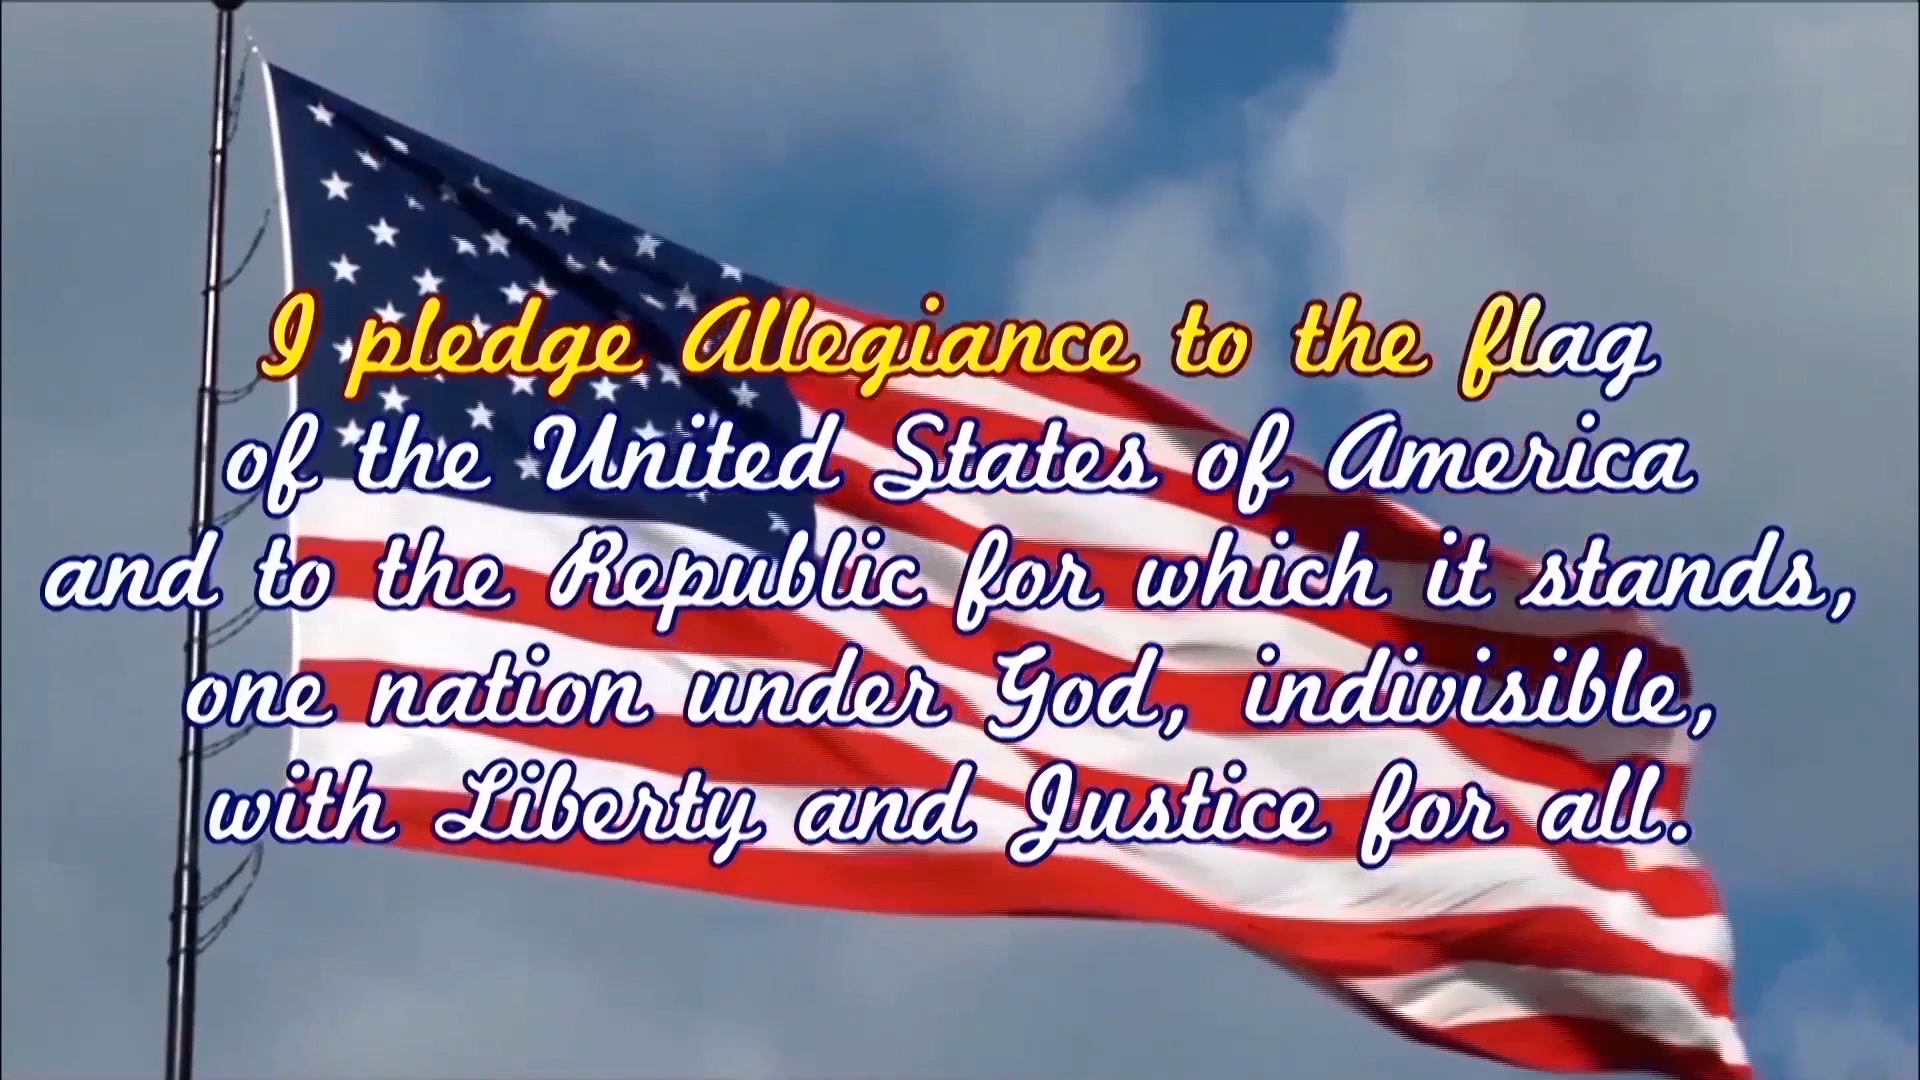 I pledge Allegiance to the flag
of the United States of America
and to the Republic for which it stands,
one nation under God, indivisible,
with Liberty and Justice for all.